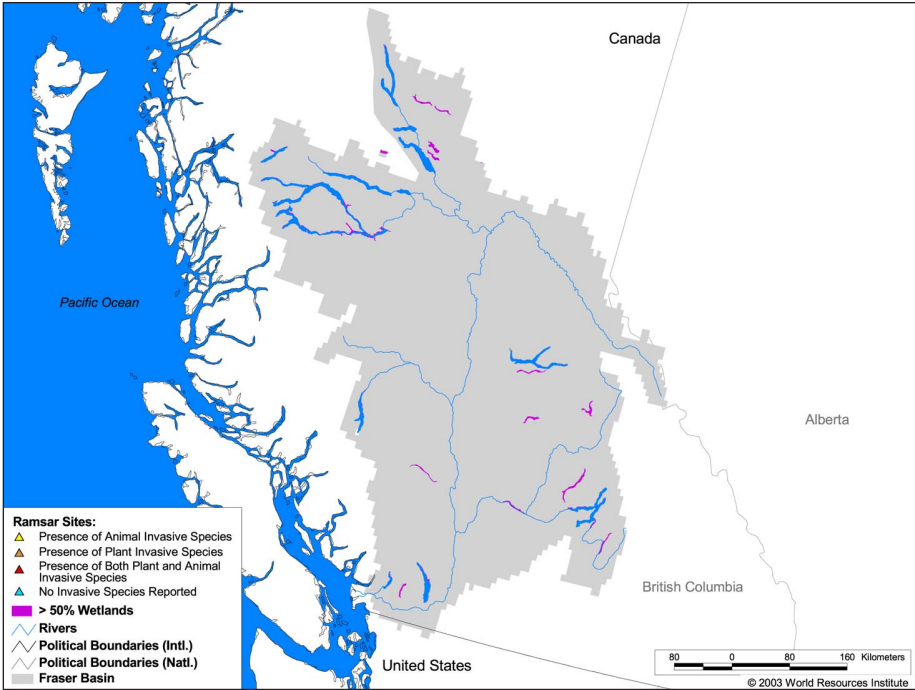 Canada
Pacific Ocean
Alberta
British Columbia
United States
Ramsar Sites:
Presence of Animal Invasive Species
Presence of Plant Invasive Species
Presence of Both Plant and Animal
Invasive Species
No Invasive Species Reported
> 50% Wetlands
Rivers
Political Boundaries (Intl.)
Political Boundaries (Natl.)
Fraser Basin
80 0 80 160 Kilometers
© 2003 World Resources Institute